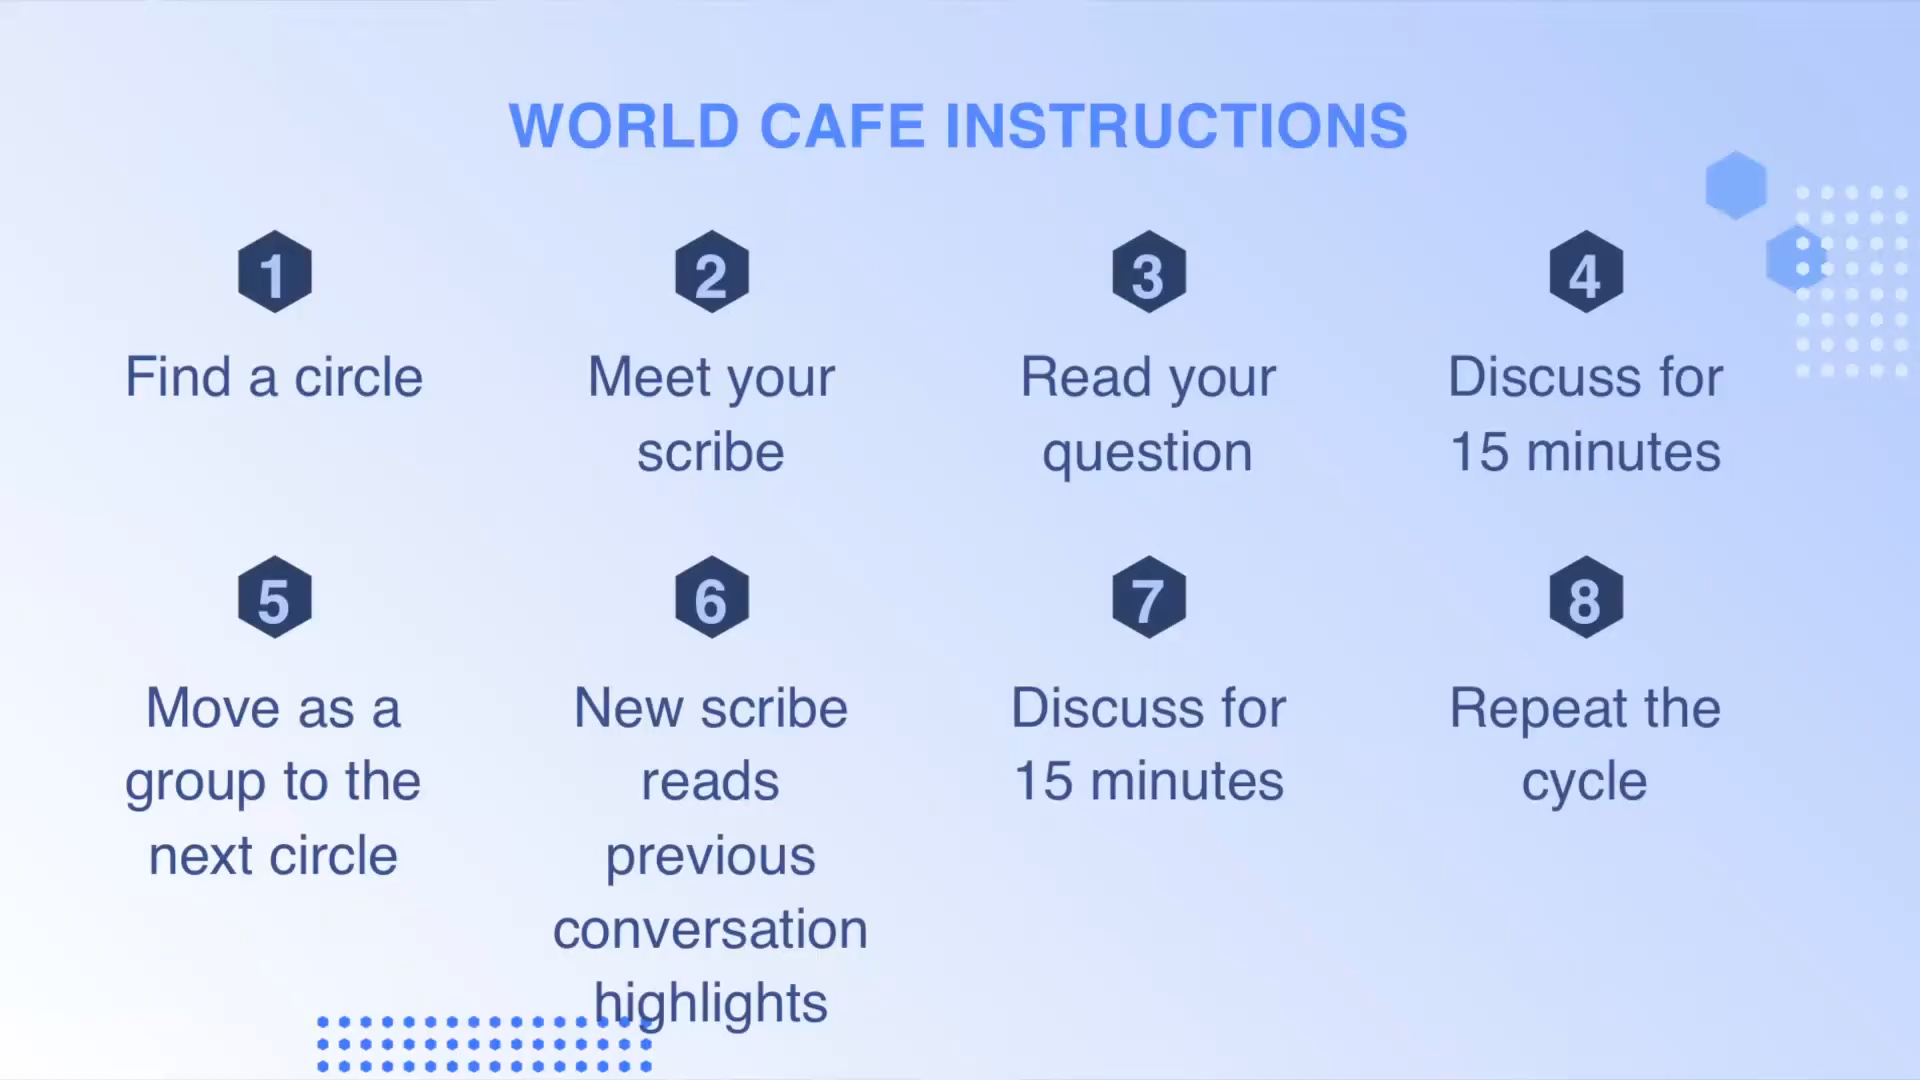 WORLD CAFE INSTRUCTIONS
1
Find a circle
2
Meet your
scribe
3
Read your
question
4
Discuss for
15 minutes
5
Move as a
group to the
next circle
6
New scribe
reads
previous
conversation
highlights
7
Discuss for
15 minutes
8
Repeat the
cycle